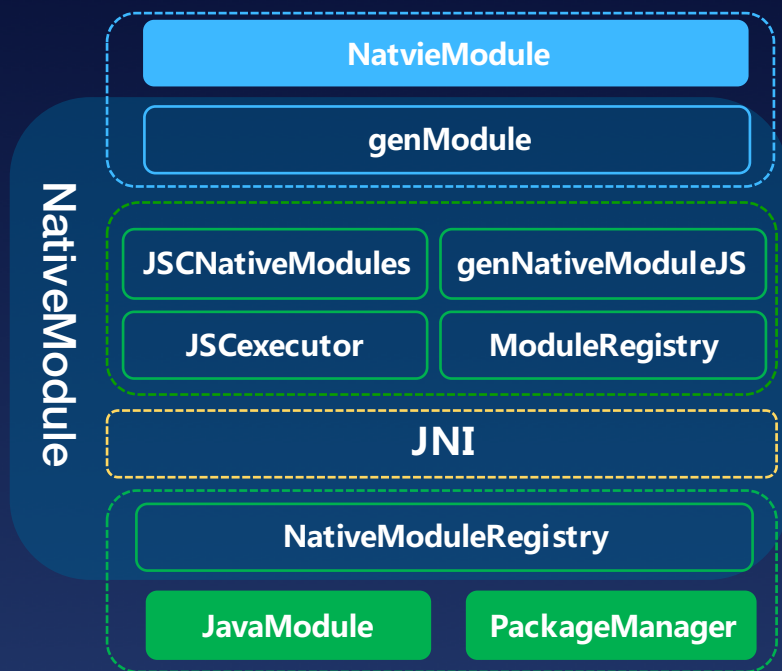 NatvieModule
genModule
NativeModule
JSCNativeModules
genNativeModuleJS
JSCexecutor
ModuleRegistry
JNI
NativeModuleRegistry
JavaModule
PackageManager